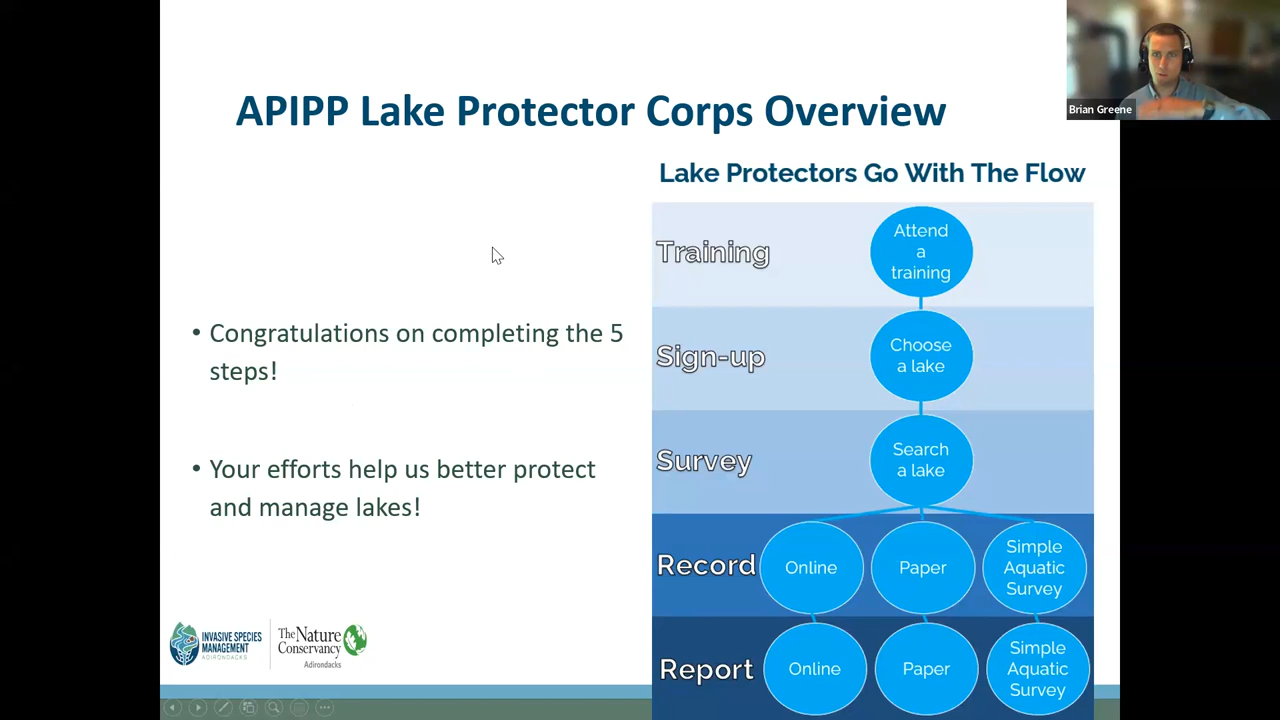 APIPP Lake Protector Corps Overview
Brian Greene
Lake Protectors Go With The Flow
• Congratulations on completing the 5
steps!
• Your efforts help us better protect
and manage lakes!
Training
Attend
a
training
Sign-up
Choose
a lake
Survey
Search
a lake
Record
Online
Paper
Simple
Aquatic
Survey
Report
Online
Paper
Simple
Aquatic
Survey
INVASIVE SPECIES
MANAGEMENT
ADIRONDACKS
The Nature
Conservancy
Adirondacks